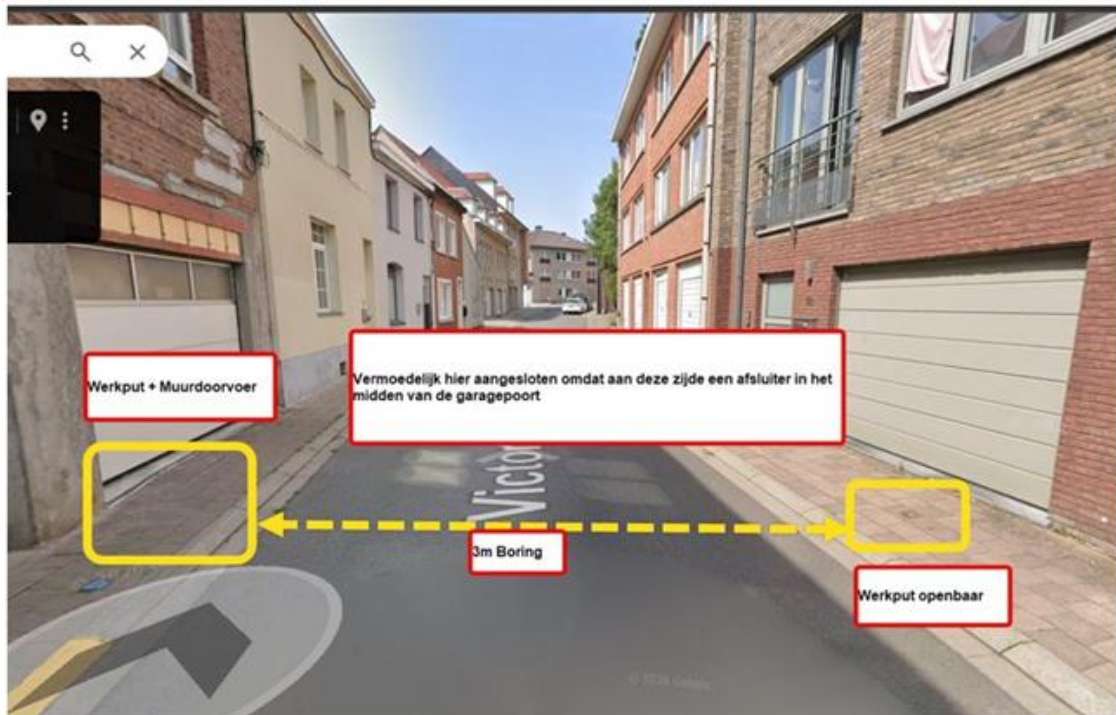 Werkput + Muurdoorvoer
Vermoedelijk hier aangesloten omdat aan deze zijde een afsluiter in het
midden van de garagepoort
Victor
3m Boring
Werkput openbaar